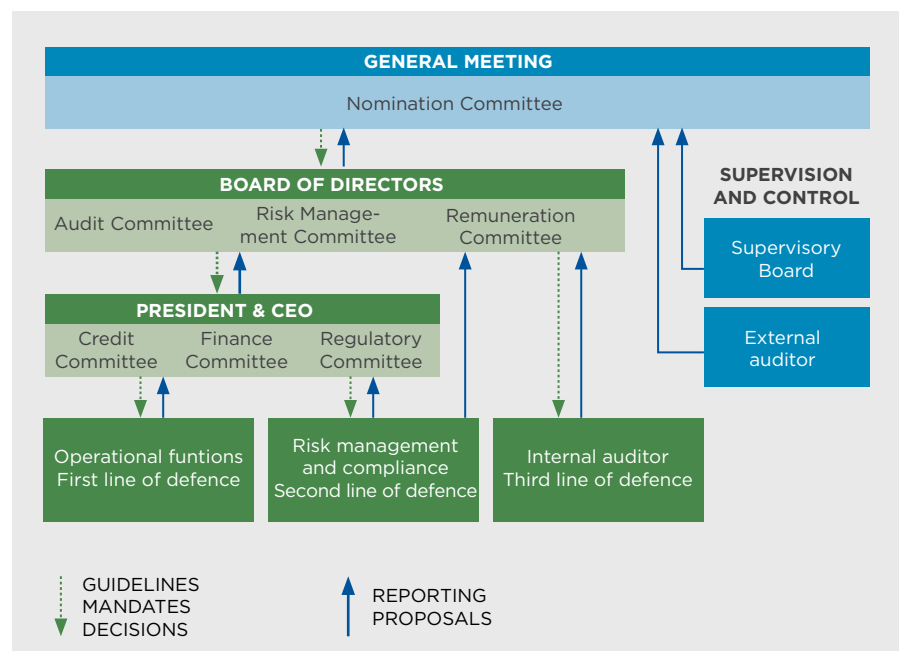 GENERAL MEETING
Nomination Committee
BOARD OF DIRECTORS
Audit Committee
Risk Manage-
ment Committee
Remuneration
Committee
SUPERVISION
AND CONTROL
Supervisory
Board
External
auditor
PRESIDENT & CEO
Credit
Committee
Finance
Committee
Regulatory
Committee
Operational funtions
First line of defence
Risk management
and compliance
Second line of defence
Internal auditor
Third line of defence
GUIDELINES
MANDATES
DECISIONS
REPORTING
PROPOSALS